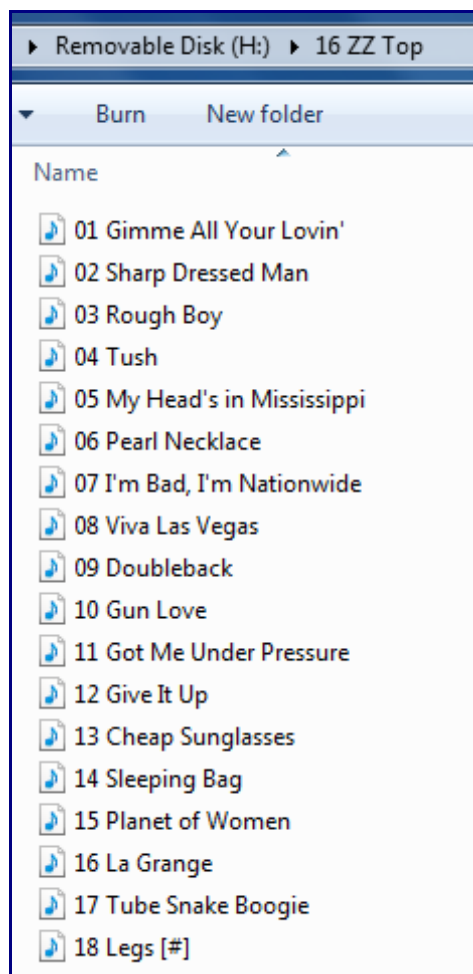 Removable Disk (H:) 16 ZZ Top
Burn New folder
Name
01 Gimme All Your Lovin'
02 Sharp Dressed Man
03 Rough Boy
04 Tush
05 My Head's in Mississippi
06 Pearl Necklace
07 I'm Bad, I'm Nationwide
08 Viva Las Vegas
09 Doubleback
10 Gun Love
11 Got Me Under Pressure
12 Give It Up
13 Cheap Sunglasses
14 Sleeping Bag
15 Planet of Women
16 La Grange
17 Tube Snake Boogie
18 Legs [#]